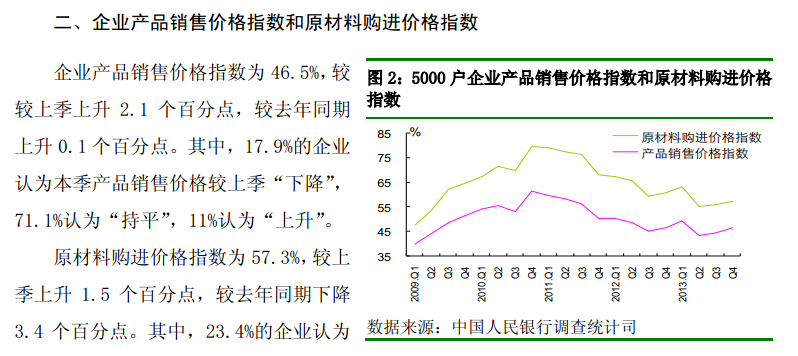 二、企业产品销售价格指数和原材料购进价格指数
企业产品销售价格指数为 46.5%,较
较上季上升 2.1 个百分点，较去年同期
上升 0.1 个百分点。其中，17.9%的企业
认为本季产品销售价格较上季“下降”，
71.1%认为“持平”，11%认为“上升”。
原材料购进价格指数为 57.3%,较上
季上升 1.5 个百分点，较去年同期下降
3.4 个百分点。其中，23.4%的企业认为
图 2：5000 户企业产品销售价格指数和原材料购进价格
指数
%
原材料购进价格指数
产品销售价格指数
85
75
65
55
45
35
2009.Q1 Q2 Q3 Q4 2010.Q1 Q2 Q3 Q4 2011.Q1 Q2 Q3 Q4 2012.Q1 Q2 Q3 Q4 2013.Q1 Q2 Q3 Q4
数据来源：中国人民银行调查统计司